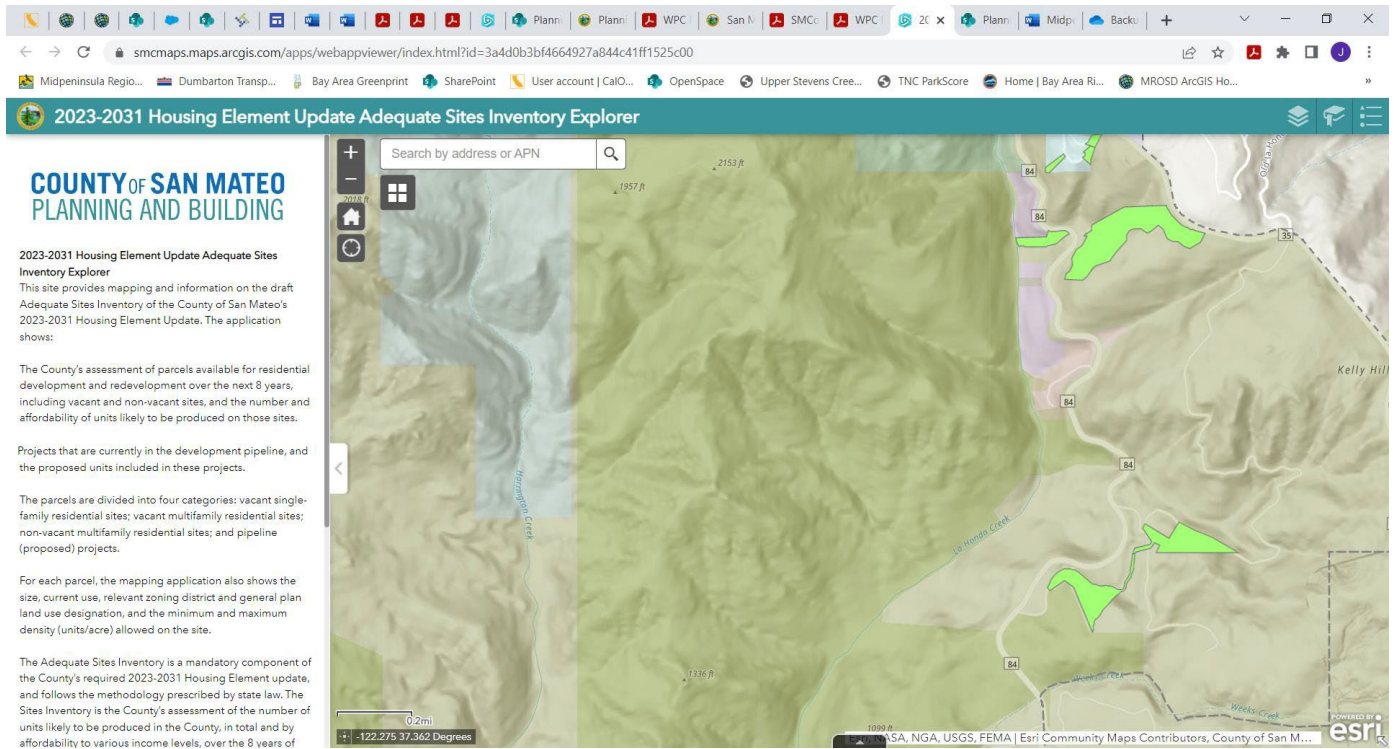 Planni
Planni
WPC
San M
SMCo
WPC
20
Plann
Midpe
Backu
smcmaps.maps.arcgis.com/apps/webappviewer/index.html?id=3a4d0b3bf4664927a844c41ff1525c00
J
Midpeninsula Regio...
Dumbarton Transp...
Bay Area Greenprint
SharePoint
User account | CalO...
OpenSpace
Upper Stevens Cree...
TNC ParkScore
Home | Bay Area Ri...
MROSD ArcGIS Ho...
»
2023-2031 Housing Element Update Adequate Sites Inventory Explorer
COUNTY OF SAN MATEO
PLANNING AND BUILDING
2023-2031 Housing Element Update Adequate Sites
Inventory Explorer
This site provides mapping and information on the draft
Adequate Sites Inventory of the County of San Mateo's
2023-2031 Housing Element Update. The application
shows:
The County's assessment of parcels available for residential
development and redevelopment over the next 8 years,
including vacant and non-vacant sites, and the number and
affordability of units likely to be produced on those sites.
Projects that are currently in the development pipeline, and
the proposed units included in these projects.
The parcels are divided into four categories: vacant single-
family residential sites; vacant multifamily residential sites;
non-vacant multifamily residential sites; and pipeline
(proposed) projects.
For each parcel, the mapping application also shows the
size, current use, relevant zoning district and general plan
land use designation, and the minimum and maximum
density (units/acre) allowed on the site.
The Adequate Sites Inventory is a mandatory component of
the County's required 2023-2031 Housing Element update,
and follows the methodology prescribed by state law. The
Sites Inventory is the County's assessment of the number of
units likely to be produced in the County, in total and by
affordability to various income levels, over the 8 years of
Search by address or APN
2018 ft
1957 ft
2153 ft
84
84
35
Kelly Hill
84
84
Harrington Creek
La Honda Creek
84
1336 ft
1099 ft
Weeks Creek
Weeks Creek
0.2mi
-122.275 37.362 Degrees
Esri, NASA, NGA, USGS, FEMA | Esri Community Maps Contributors, County of San M...
POWERED BY
esri